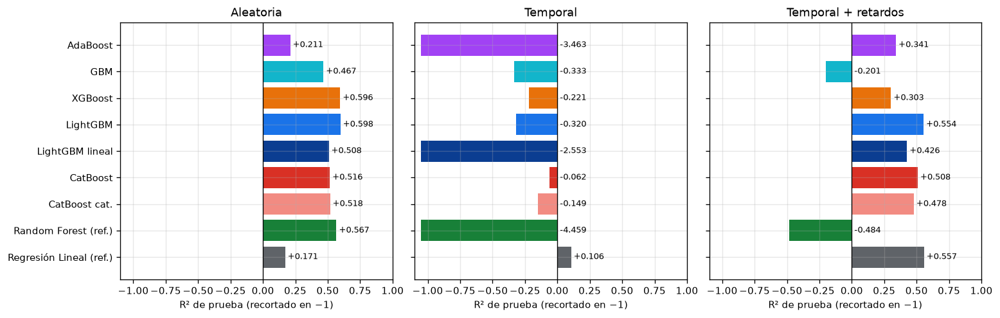 Aleatoria
Temporal
Temporal + retardos
AdaBoost
GBM
XGBoost
LightGBM
LightGBM lineal
CatBoost
CatBoost cat.
Random Forest (ref.)
Regresión Lineal (ref.)
+0.211
+0.467
+0.596
+0.598
+0.508
+0.516
+0.518
+0.567
+0.171
-3.463
-0.333
-0.221
-0.320
-2.553
-0.062
-0.149
-4.459
+0.106
+0.341
-0.201
+0.303
+0.554
+0.426
+0.508
+0.478
-0.484
+0.557
−1.00 −0.75 −0.50 −0.25 0.00 0.25 0.50 0.75 1.00
−1.00 −0.75 −0.50 −0.25 0.00 0.25 0.50 0.75 1.00
−1.00 −0.75 −0.50 −0.25 0.00 0.25 0.50 0.75 1.00
R² de prueba (recortado en −1)
R² de prueba (recortado en −1)
R² de prueba (recortado en −1)